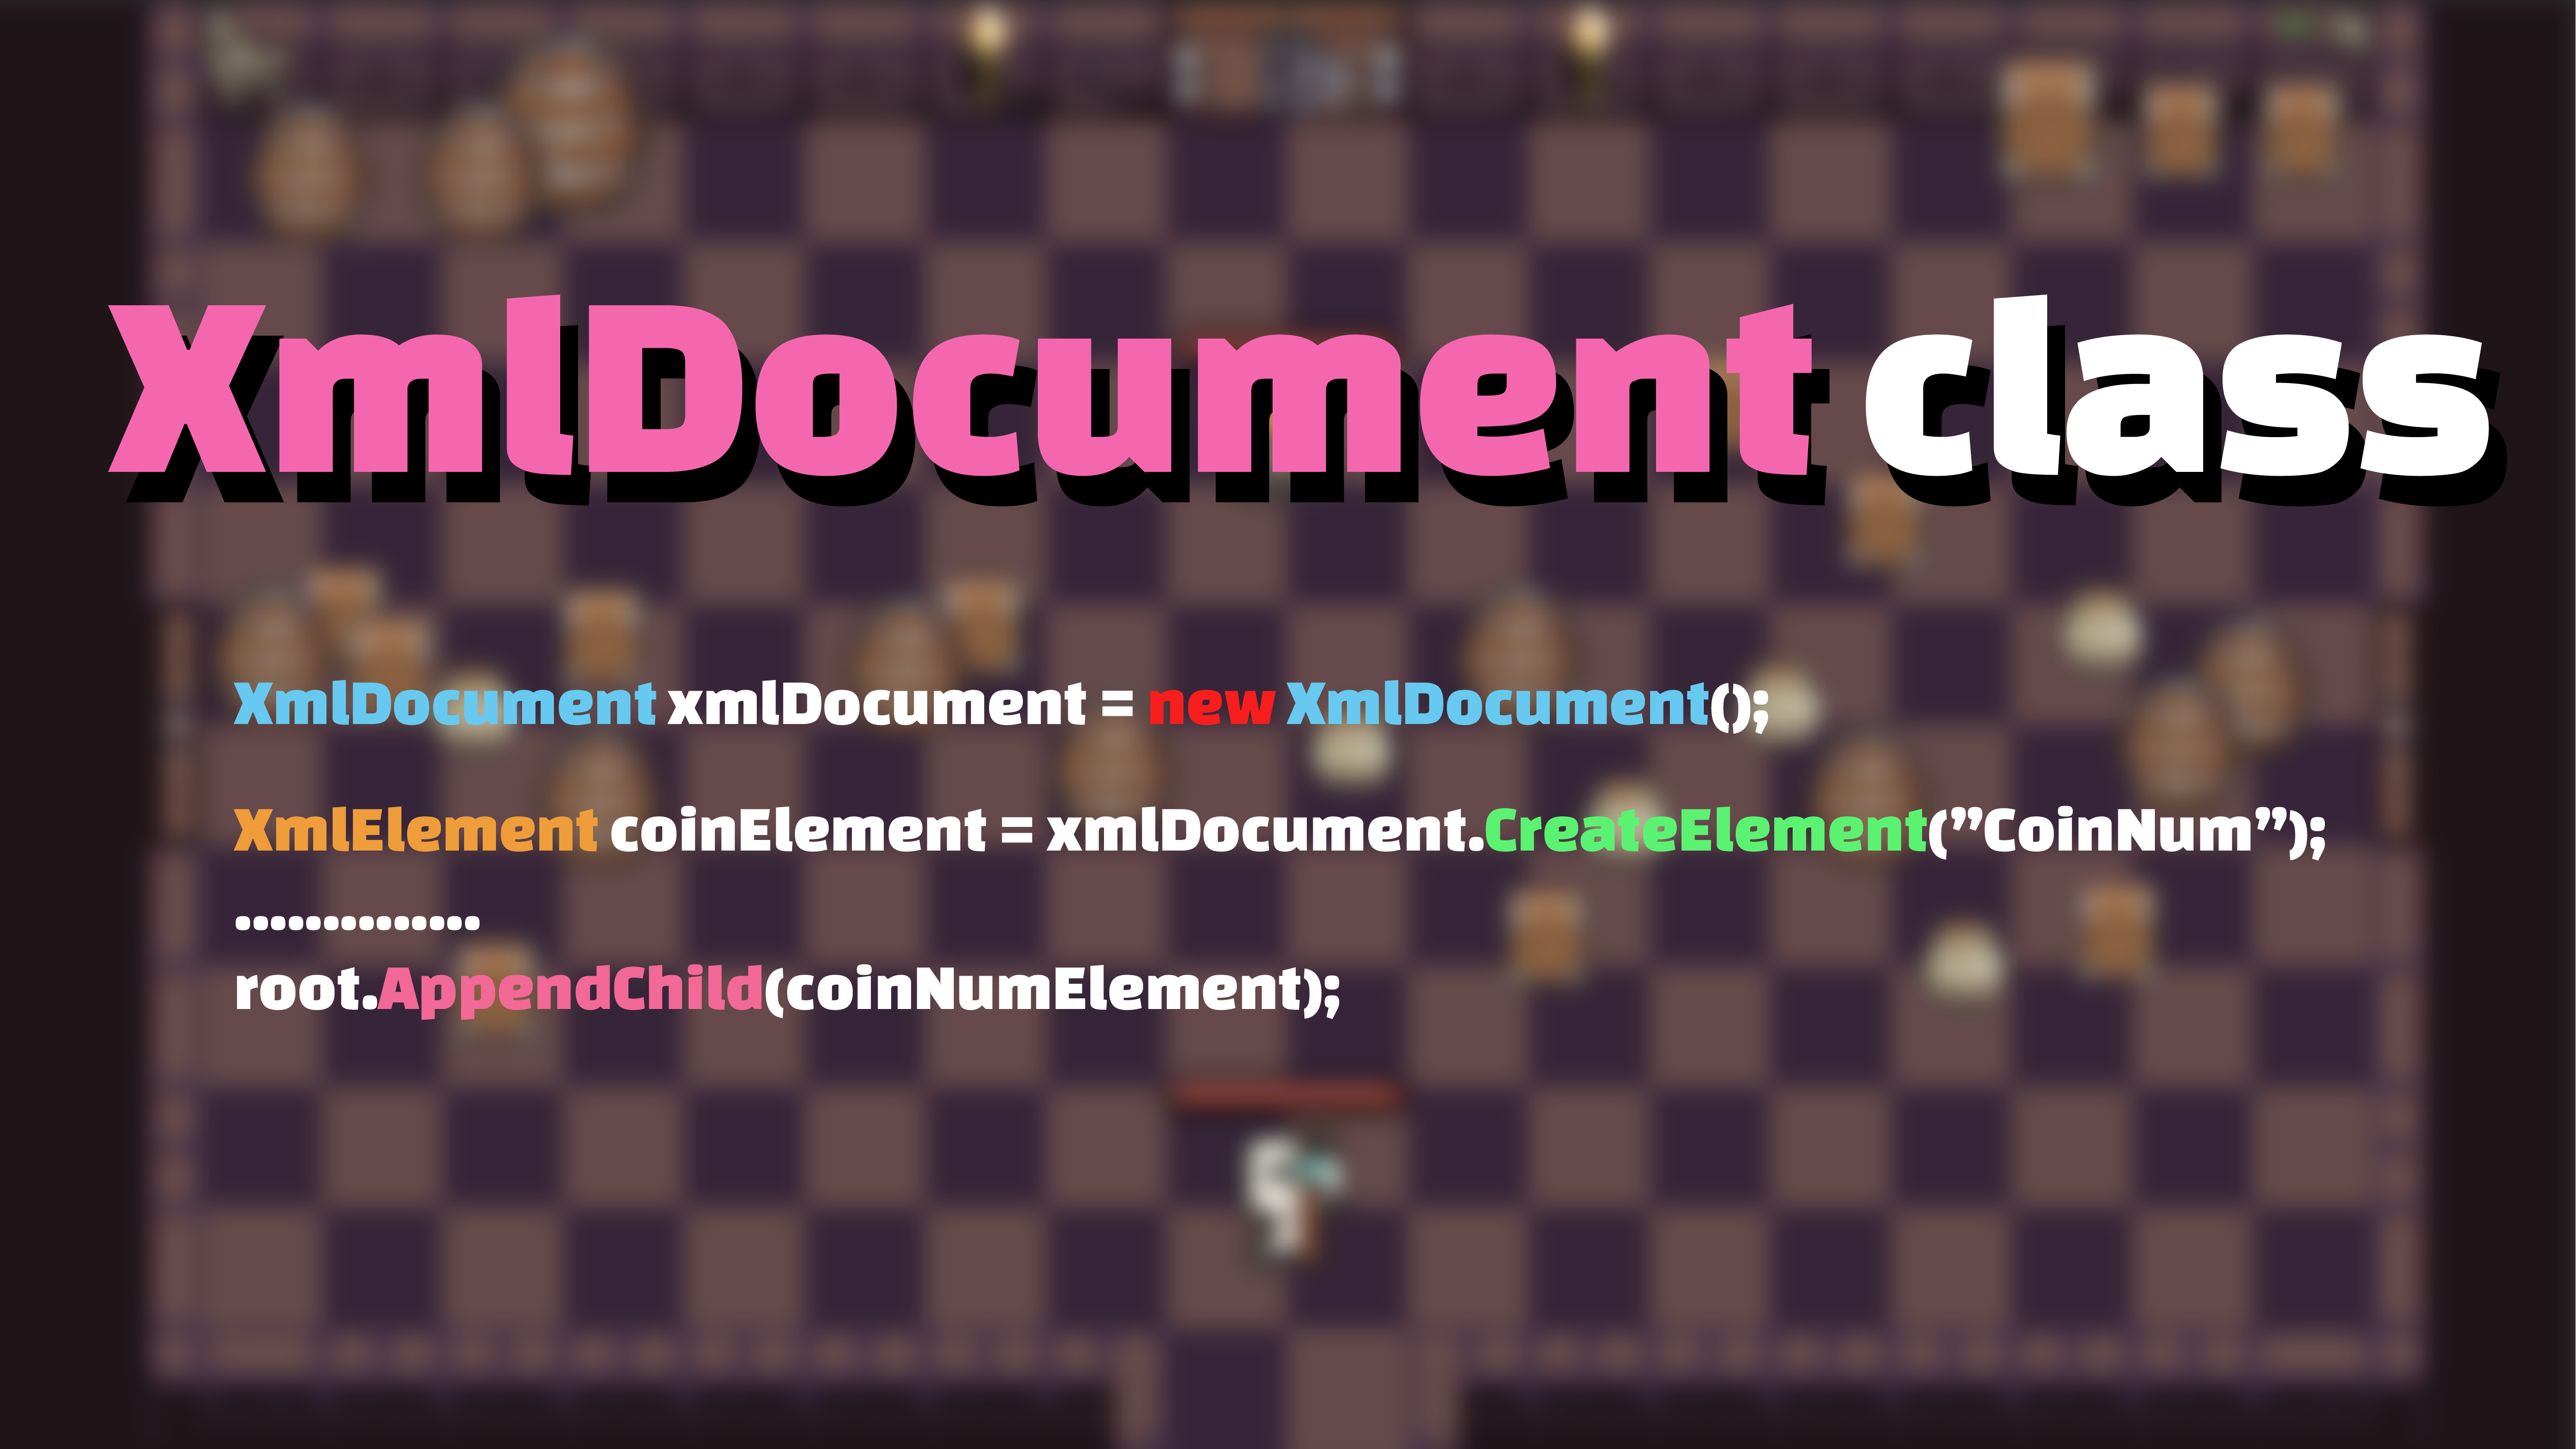 XmlDocument class
XmlDocument xmlDocument = new XmlDocument();
XmlElement coinElement = xmlDocument.CreateElement(”CoinNum”);
..............
root.AppendChild(coinNumElement);